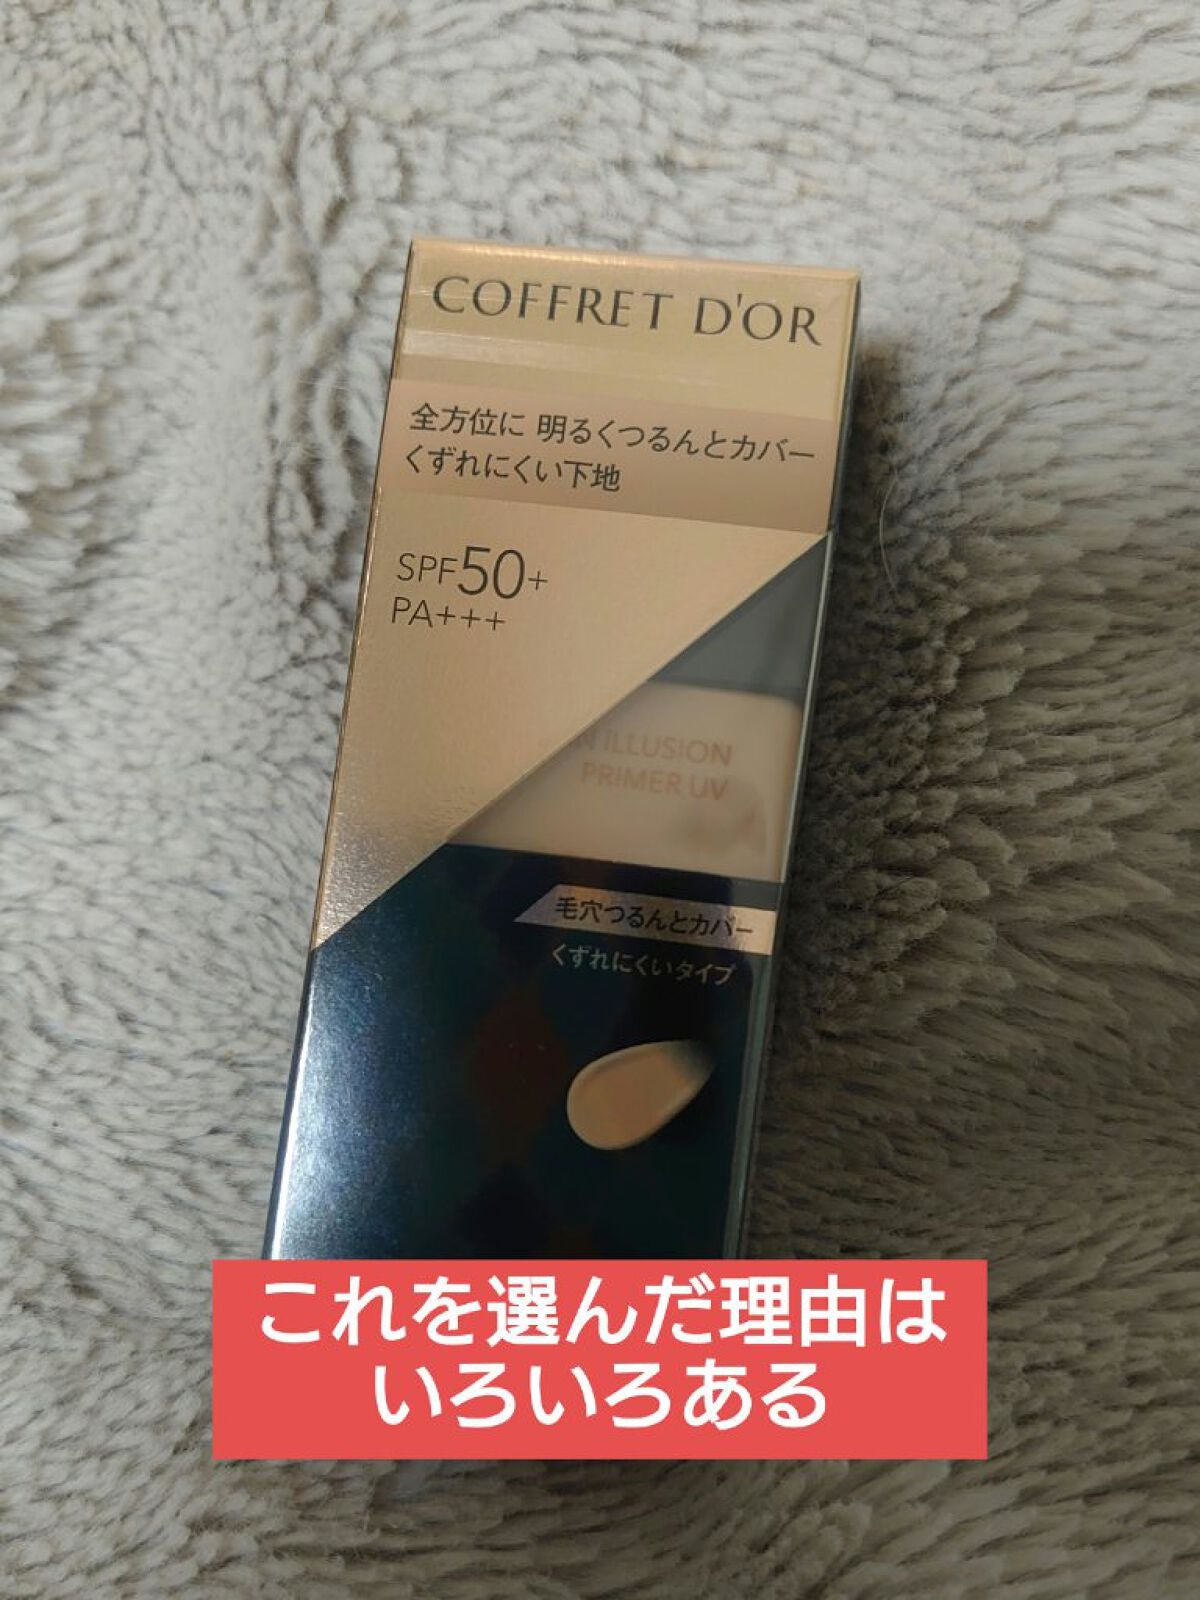 COFFRET D'OR
全方位に 明るくつるんとカバー
くずれにくい下地
SPF50+
PA+++
ILLUSION
PRIMER UV
毛穴つるんとカバー
くずれにくいタイプ
これを選んだ理由は
いろいろある